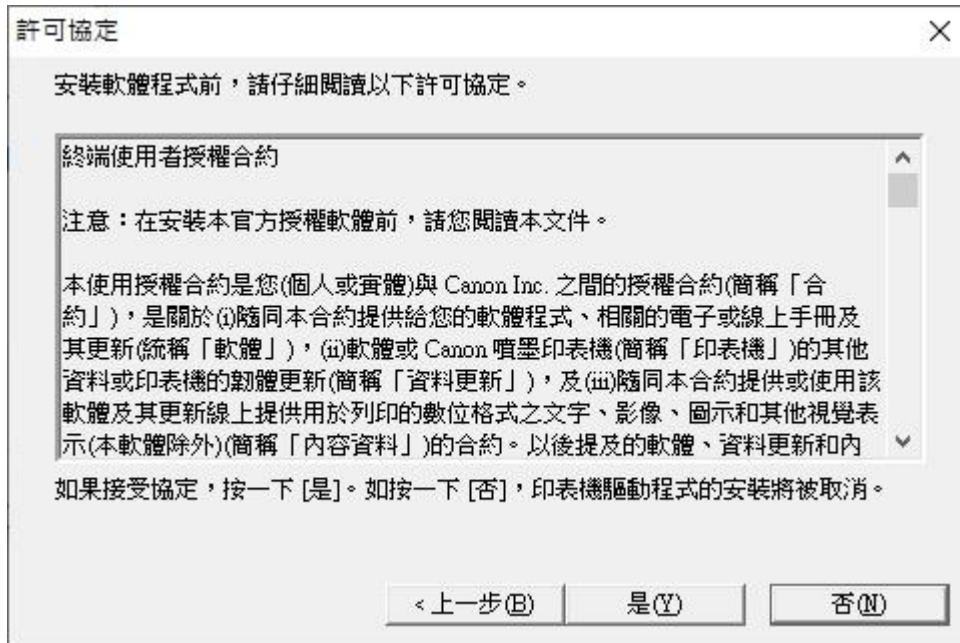 許可協定
安裝軟體程式前，請仔細閱讀以下許可協定。
終端使用者授權合約
注意：在安裝本官方授權軟體前，請您閱讀本文件。
本使用授權合約是您(個人或實體)與 Canon Inc. 之間的授權合約(簡稱「合
約」)，是關於(i)隨同本合約提供給您的軟體程式、相關的電子或線上手冊及
其更新(統稱「軟體」)，(ii)軟體或 Canon 噴墨印表機(簡稱「印表機」)的其他
資料或印表機的韌體更新(簡稱「資料更新」)，及(iii)隨同本合約提供或使用該
軟體及其更新線上提供用於列印的數位格式之文字、影像、圖示和其他視覺表
示(本軟體除外)(簡稱「內容資料」)的合約。以後提及的軟體、資料更新和內
如果接受協定，按一下 [是]。如按一下 [否]，印表機驅動程式的安裝將被取消。
<上一步(B)
是(Y)
否(N)